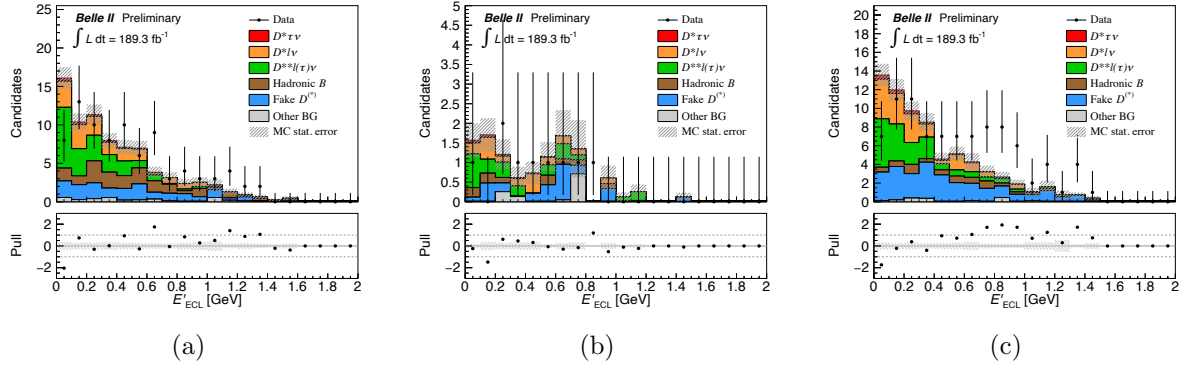 Belle II Preliminary
∫ L dt = 189.3 fb⁻¹
Data
D*τν
D*lν
D**l(τ)ν
Hadronic B
Fake D(*)
Other BG
MC stat. error
Candidates
25
20
15
10
5
0
Pull
2
0
−2
0 0.2 0.4 0.6 0.8 1 1.2 1.4 1.6 1.8 2
E′ECL [GeV]
(a)
Belle II Preliminary
∫ L dt = 189.3 fb⁻¹
Data
D*τν
D*lν
D**l(τ)ν
Hadronic B
Fake D(*)
Other BG
MC stat. error
Candidates
5
4.5
4
3.5
3
2.5
2
1.5
1
0.5
0
Pull
2
0
−2
0 0.2 0.4 0.6 0.8 1 1.2 1.4 1.6 1.8 2
E′ECL [GeV]
(b)
Belle II Preliminary
∫ L dt = 189.3 fb⁻¹
Data
D*τν
D*lν
D**l(τ)ν
Hadronic B
Fake D(*)
Other BG
MC stat. error
Candidates
20
18
16
14
12
10
8
6
4
2
0
Pull
2
0
−2
0 0.2 0.4 0.6 0.8 1 1.2 1.4 1.6 1.8 2
E′ECL [GeV]
(c)